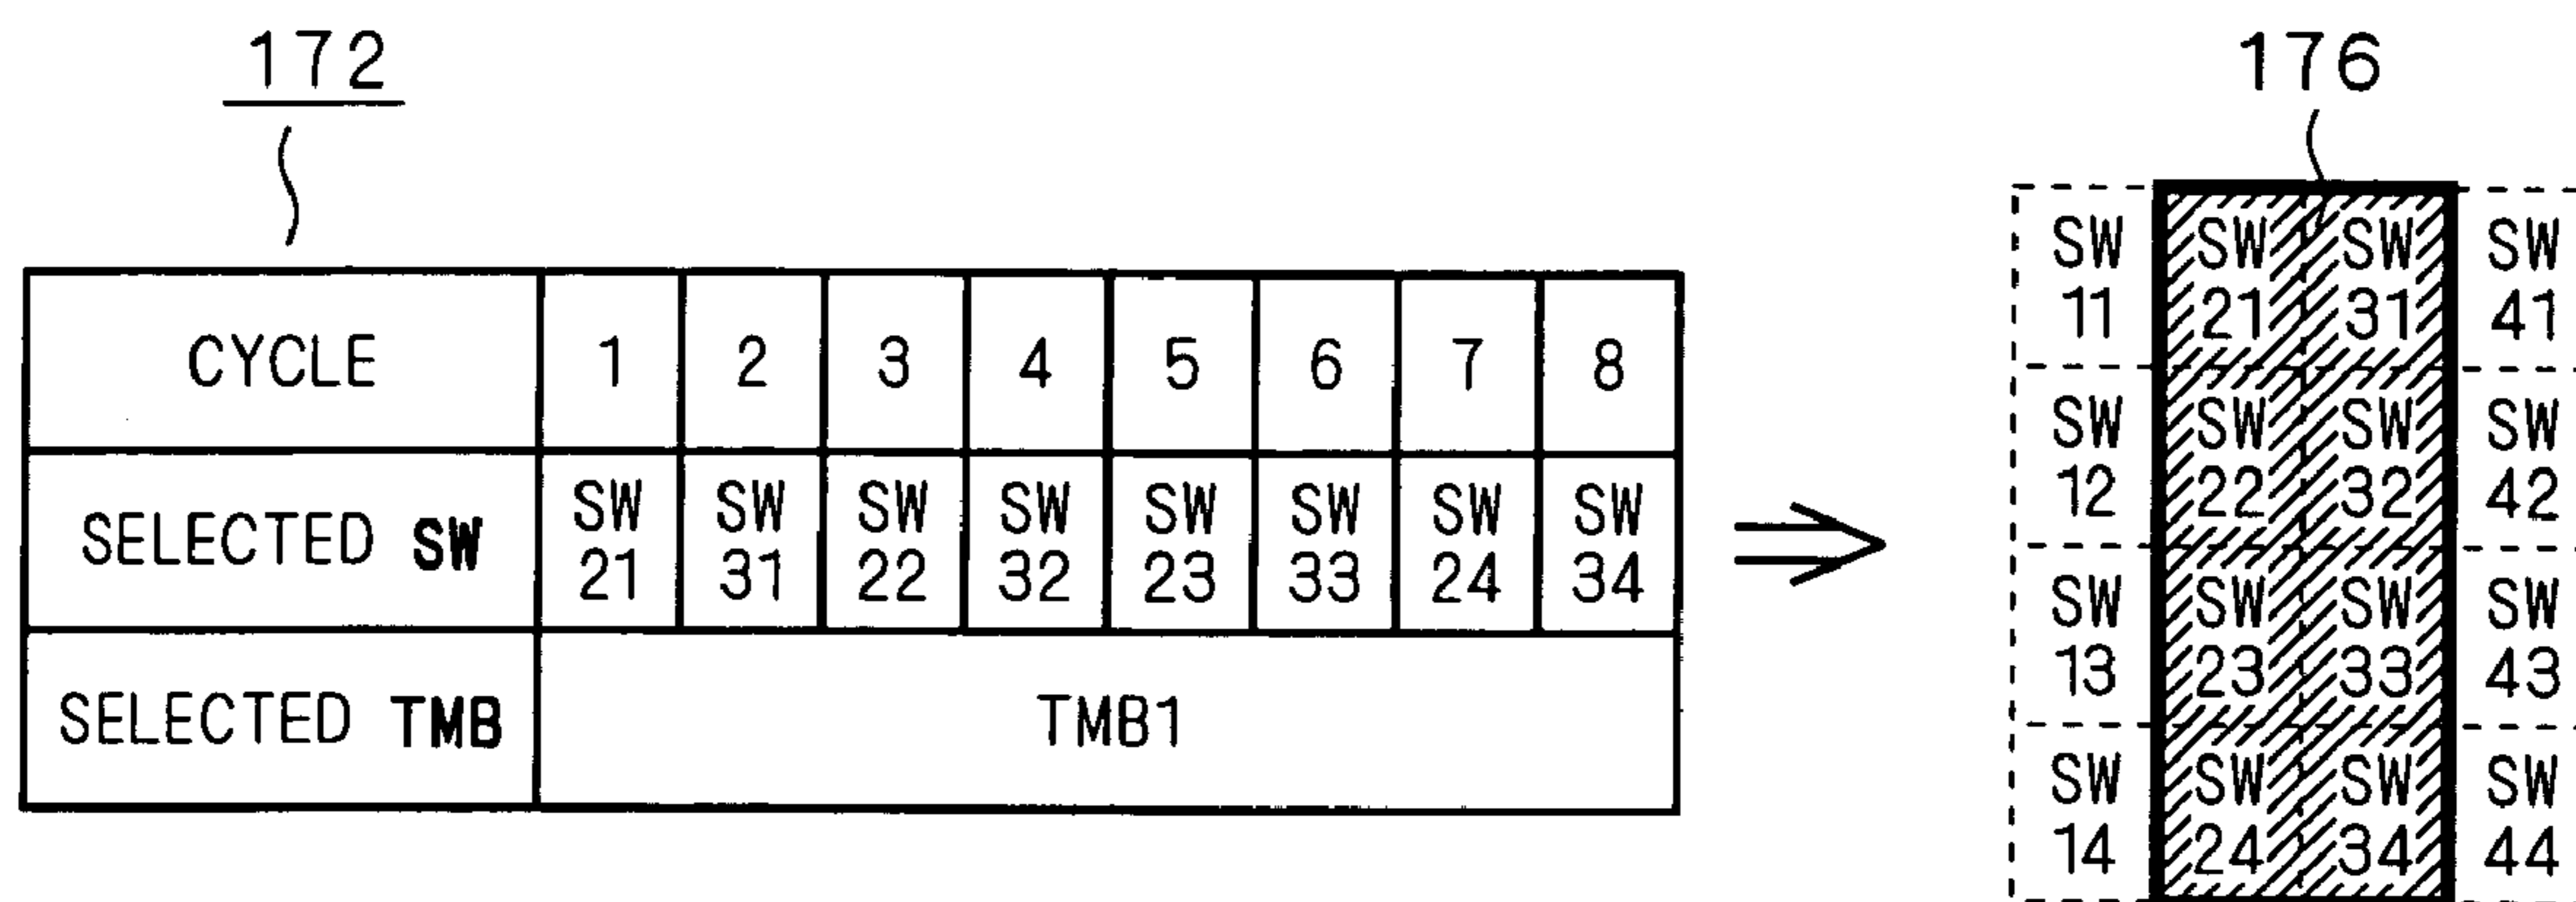 172
176
CYCLE 1 2 3 4 5 6 7 8
SELECTED SW SW 21 SW 31 SW 22 SW 32 SW 23 SW 33 SW 24 SW 34
SELECTED TMB TMB1
SW 11 SW 21 SW 31 SW 41
SW 12 SW 22 SW 32 SW 42
SW 13 SW 23 SW 33 SW 43
SW 14 SW 24 SW 34 SW 44